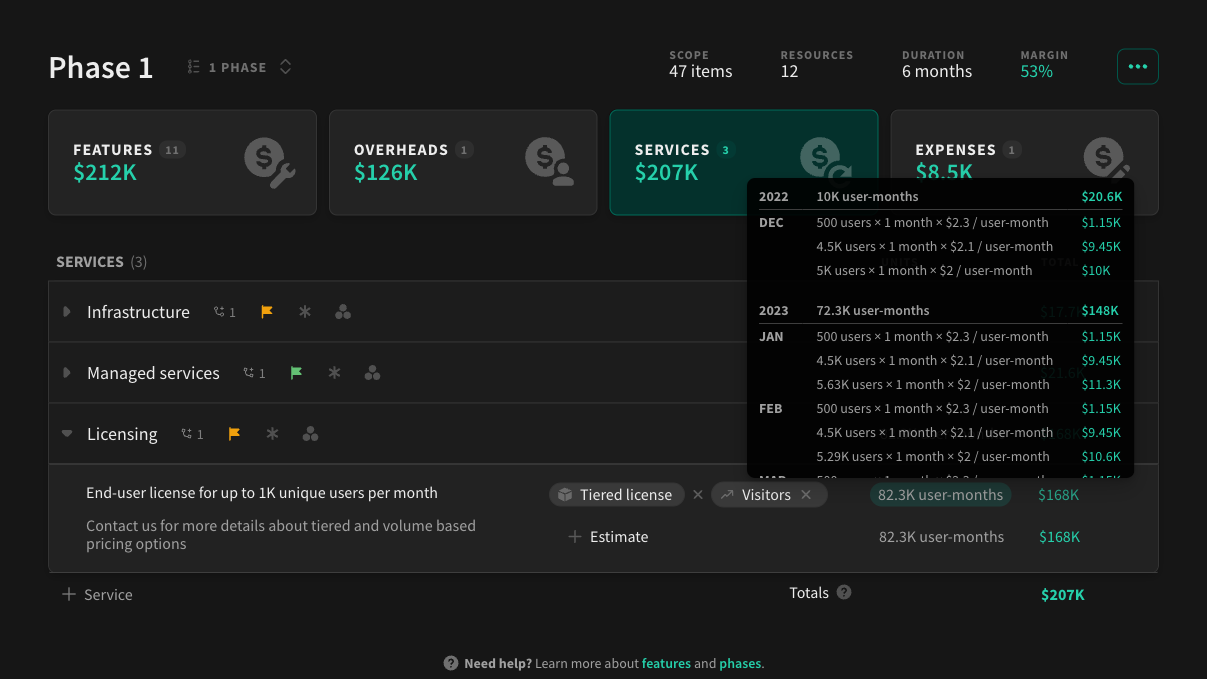 Phase 1
1 PHASE
SCOPE
47 items
RESOURCES
12
DURATION
6 months
MARGIN
53%
FEATURES 11
$212K
OVERHEADS 1
$126K
SERVICES 3
$207K
EXPENSES 1
$8.5K
2022 10K user-months $20.6K
DEC 500 users × 1 month × $2.3 / user-month $1.15K
4.5K users × 1 month × $2.1 / user-month $9.45K
5K users × 1 month × $2 / user-month $10K
2023 72.3K user-months $148K
JAN 500 users × 1 month × $2.3 / user-month $1.15K
4.5K users × 1 month × $2.1 / user-month $9.45K
5.63K users × 1 month × $2 / user-month $11.3K
FEB 500 users × 1 month × $2.3 / user-month $1.15K
4.5K users × 1 month × $2.1 / user-month $9.45K
5.29K users × 1 month × $2 / user-month $10.6K
SERVICES (3)
Infrastructure 1
Managed services 1
Licensing 1
End-user license for up to 1K unique users per month
Tiered license × Visitors × 82.3K user-months $168K
Contact us for more details about tiered and volume based
pricing options
+ Estimate 82.3K user-months $168K
+ Service
Totals ? $207K
? Need help? Learn more about features and phases.